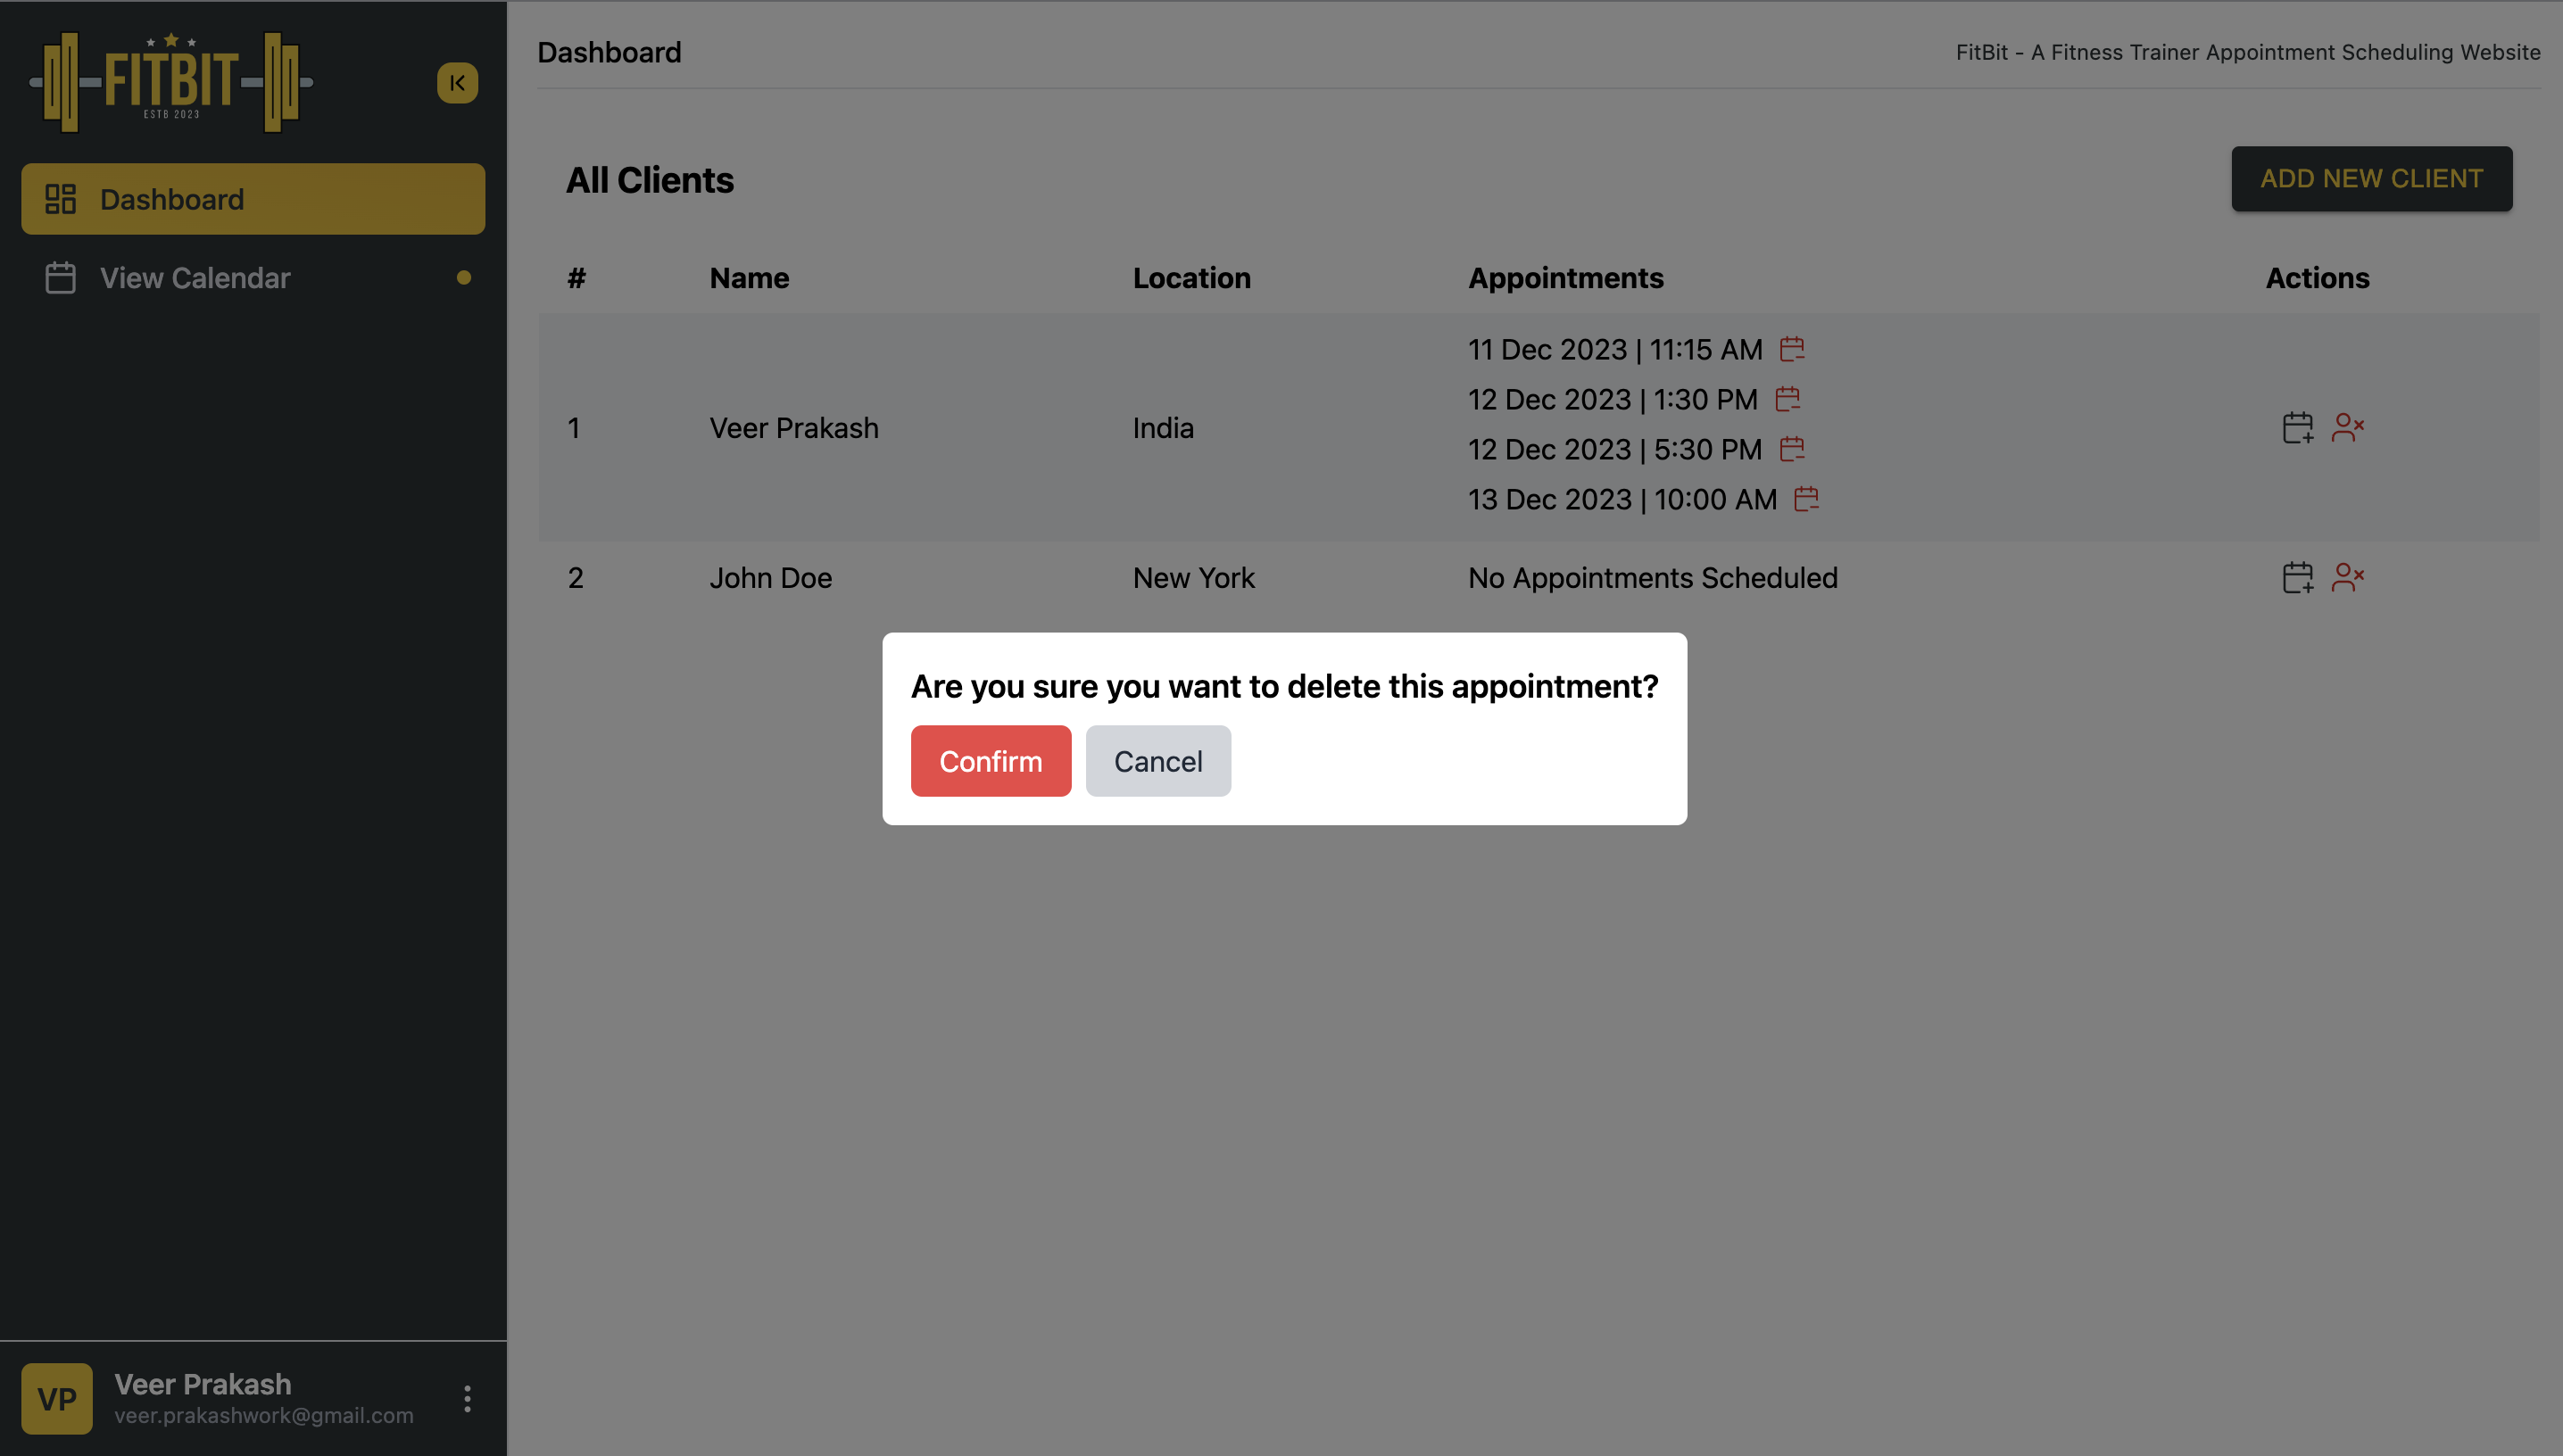 FITBIT
ESTB 2023
Dashboard
View Calendar
Dashboard
FitBit - A Fitness Trainer Appointment Scheduling Website
All Clients
ADD NEW CLIENT
# Name Location Appointments Actions
11 Dec 2023 | 11:15 AM
12 Dec 2023 | 1:30 PM
1 Veer Prakash India
12 Dec 2023 | 5:30 PM
13 Dec 2023 | 10:00 AM
2 John Doe New York No Appointments Scheduled
Are you sure you want to delete this appointment?
Confirm Cancel
VP
Veer Prakash
veer.prakashwork@gmail.com